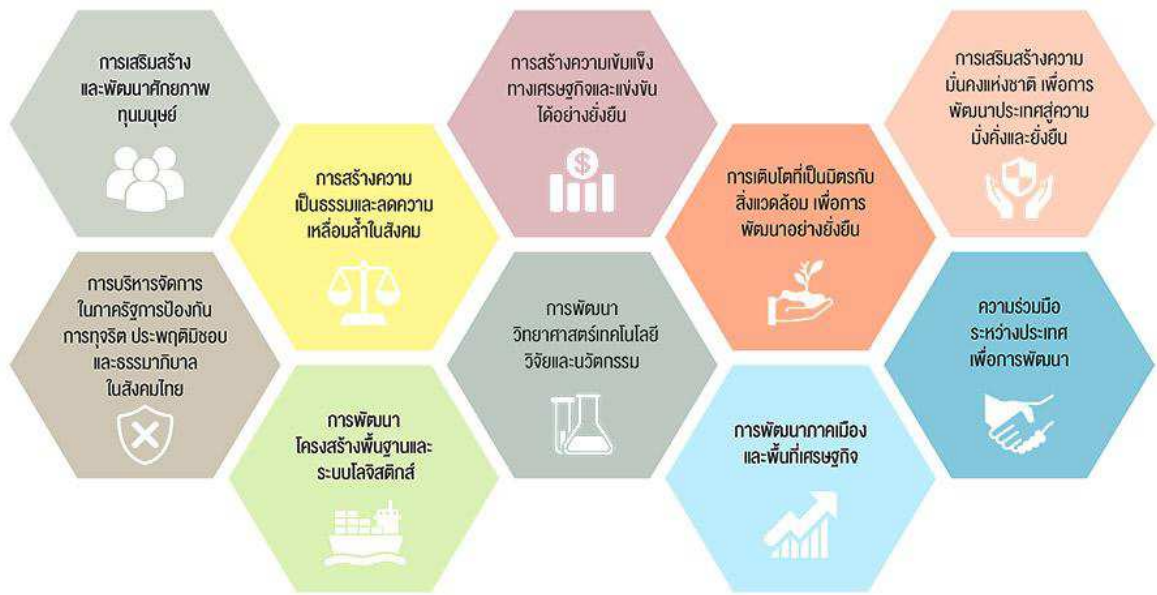 การเสริมสร้าง
และพัฒนาศักยภาพ
ทุนมนุษย์
การสร้างความ
เป็นธรรมและลดความ
เหลื่อมล้ำในสังคม
การสร้างความเข้มแข็ง
ทางเศรษฐกิจและแข่งขัน
ได้อย่างยั่งยืน
การเติบโตที่เป็นมิตรกับ
สิ่งแวดล้อม เพื่อการ
พัฒนาอย่างยั่งยืน
การเสริมสร้างความ
มั่นคงแห่งชาติ เพื่อการ
พัฒนาประเทศสู่ความ
มั่งคั่งและยั่งยืน
การบริหารจัดการ
ในภาครัฐการป้องกัน
การทุจริต ประพฤติมิชอบ
และธรรมาภิบาล
ในสังคมไทย
การพัฒนา
โครงสร้างพื้นฐานและ
ระบบโลจิสติกส์
การพัฒนา
วิทยาศาสตร์เทคโนโลยี
วิจัยและนวัตกรรม
การพัฒนาภาคเมือง
และพื้นที่เศรษฐกิจ
ความร่วมมือ
ระหว่างประเทศ
เพื่อการพัฒนา
$